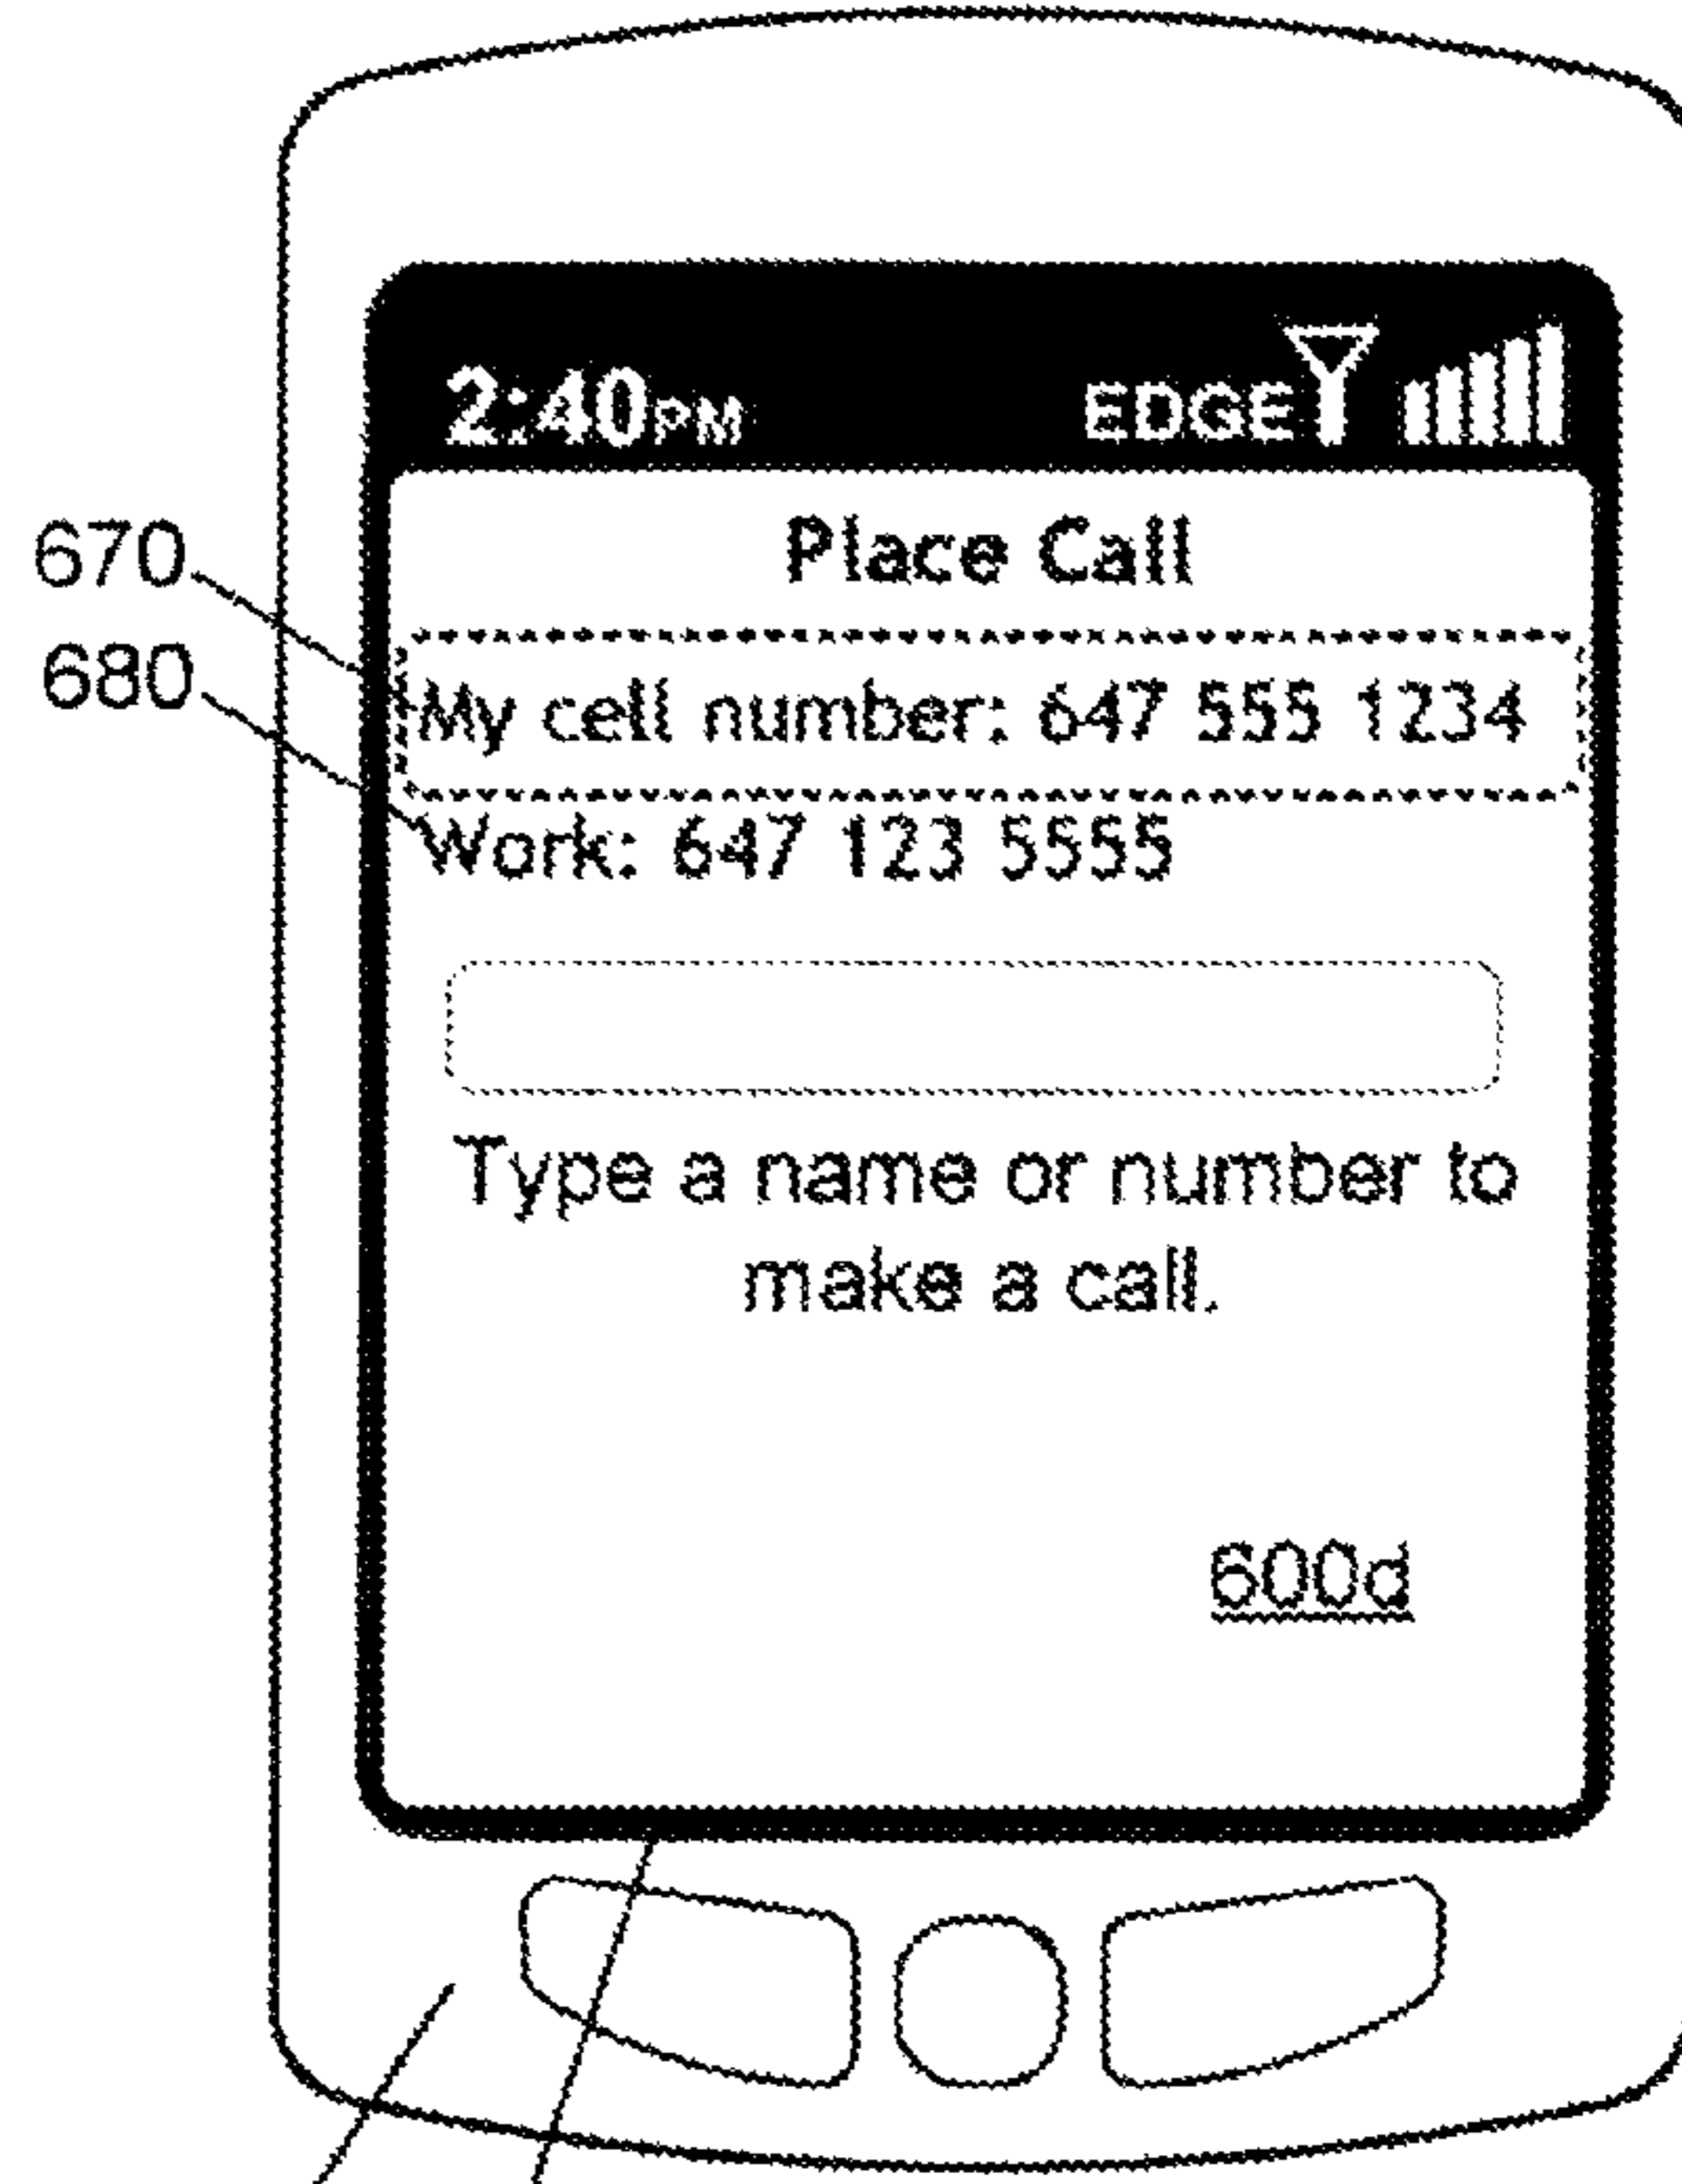 2:40PM EDGE
Place Call
670
My cell number: 647 555 1234
680
Work: 647 123 5555
Type a name or number to
make a call.
600d